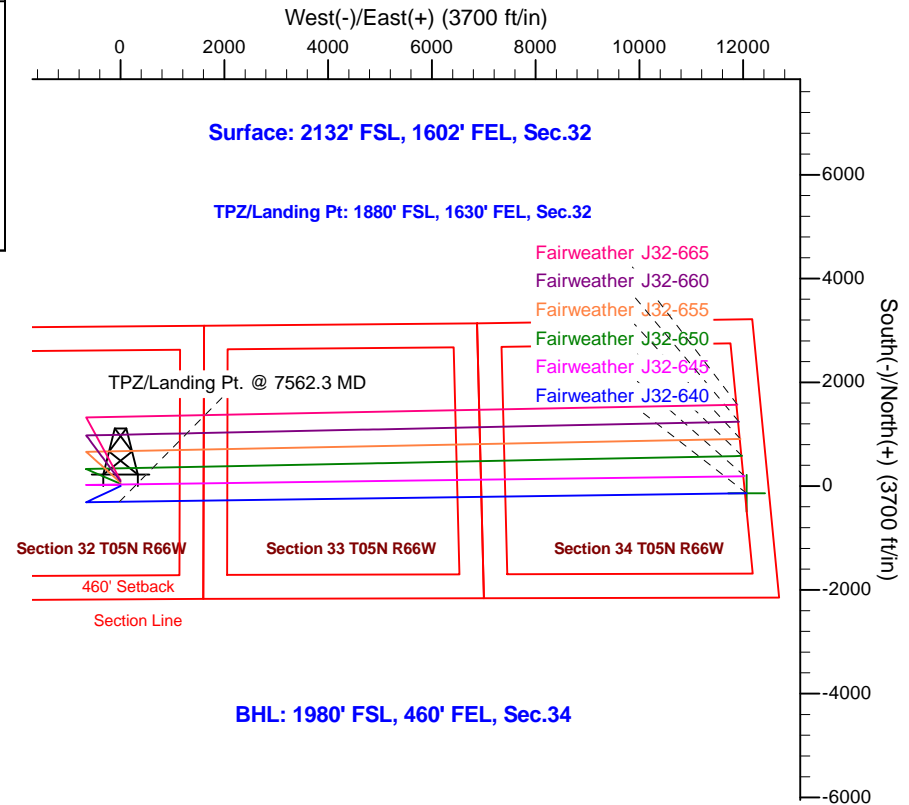 West(-)/East(+) (3700 ft/in)
0 2000 4000 6000 8000 10000 12000
Surface: 2132' FSL, 1602' FEL, Sec.32
6000
TPZ/Landing Pt: 1880' FSL, 1630' FEL, Sec.32
Fairweather J32-665
Fairweather J32-660
4000
Fairweather J32-655
Fairweather J32-650
Fairweather J32-645
Fairweather J32-640
TPZ/Landing Pt. @ 7562.3 MD
2000
South(-)/North(+) (3700 ft/in)
0
Section 32 T05N R66W
Section 33 T05N R66W
Section 34 T05N R66W
460' Setback
-2000
Section Line
BHL: 1980' FSL, 460' FEL, Sec.34
-4000
-6000